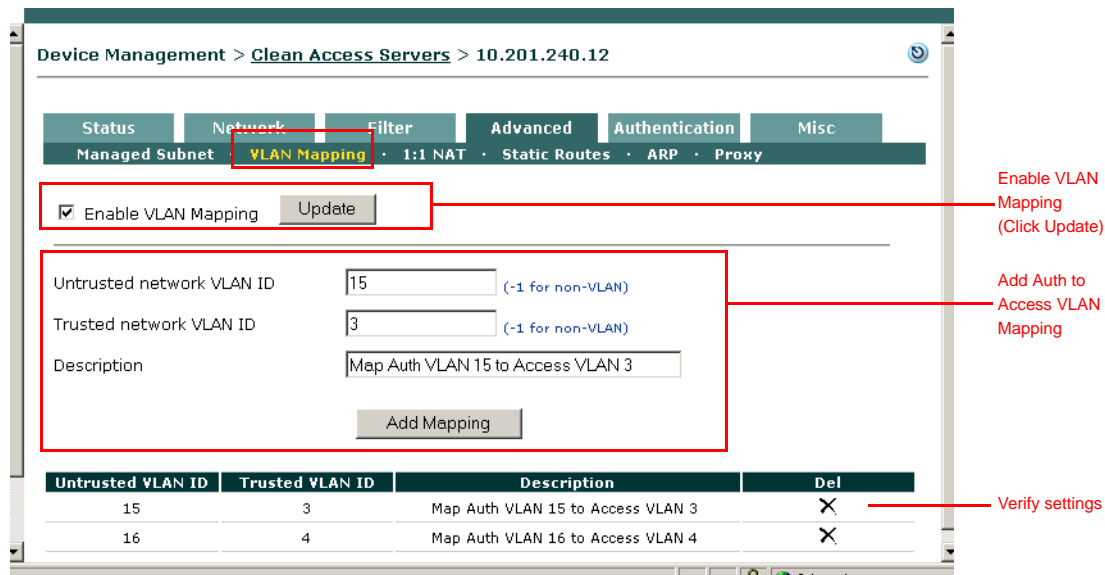 Device Management > Clean Access Servers > 10.201.240.12
Status Network Filter Advanced Authentication Misc
Managed Subnet · VLAN Mapping · 1:1 NAT · Static Routes · ARP · Proxy
Enable VLAN Mapping Update
Enable VLAN
Mapping
(Click Update)
Untrusted network VLAN ID 15 (-1 for non-VLAN)
Trusted network VLAN ID 3 (-1 for non-VLAN)
Description Map Auth VLAN 15 to Access VLAN 3
Add Mapping
Add Auth to
Access VLAN
Mapping
Untrusted VLAN ID Trusted VLAN ID Description Del
15 3 Map Auth VLAN 15 to Access VLAN 3
16 4 Map Auth VLAN 16 to Access VLAN 4
Verify settings